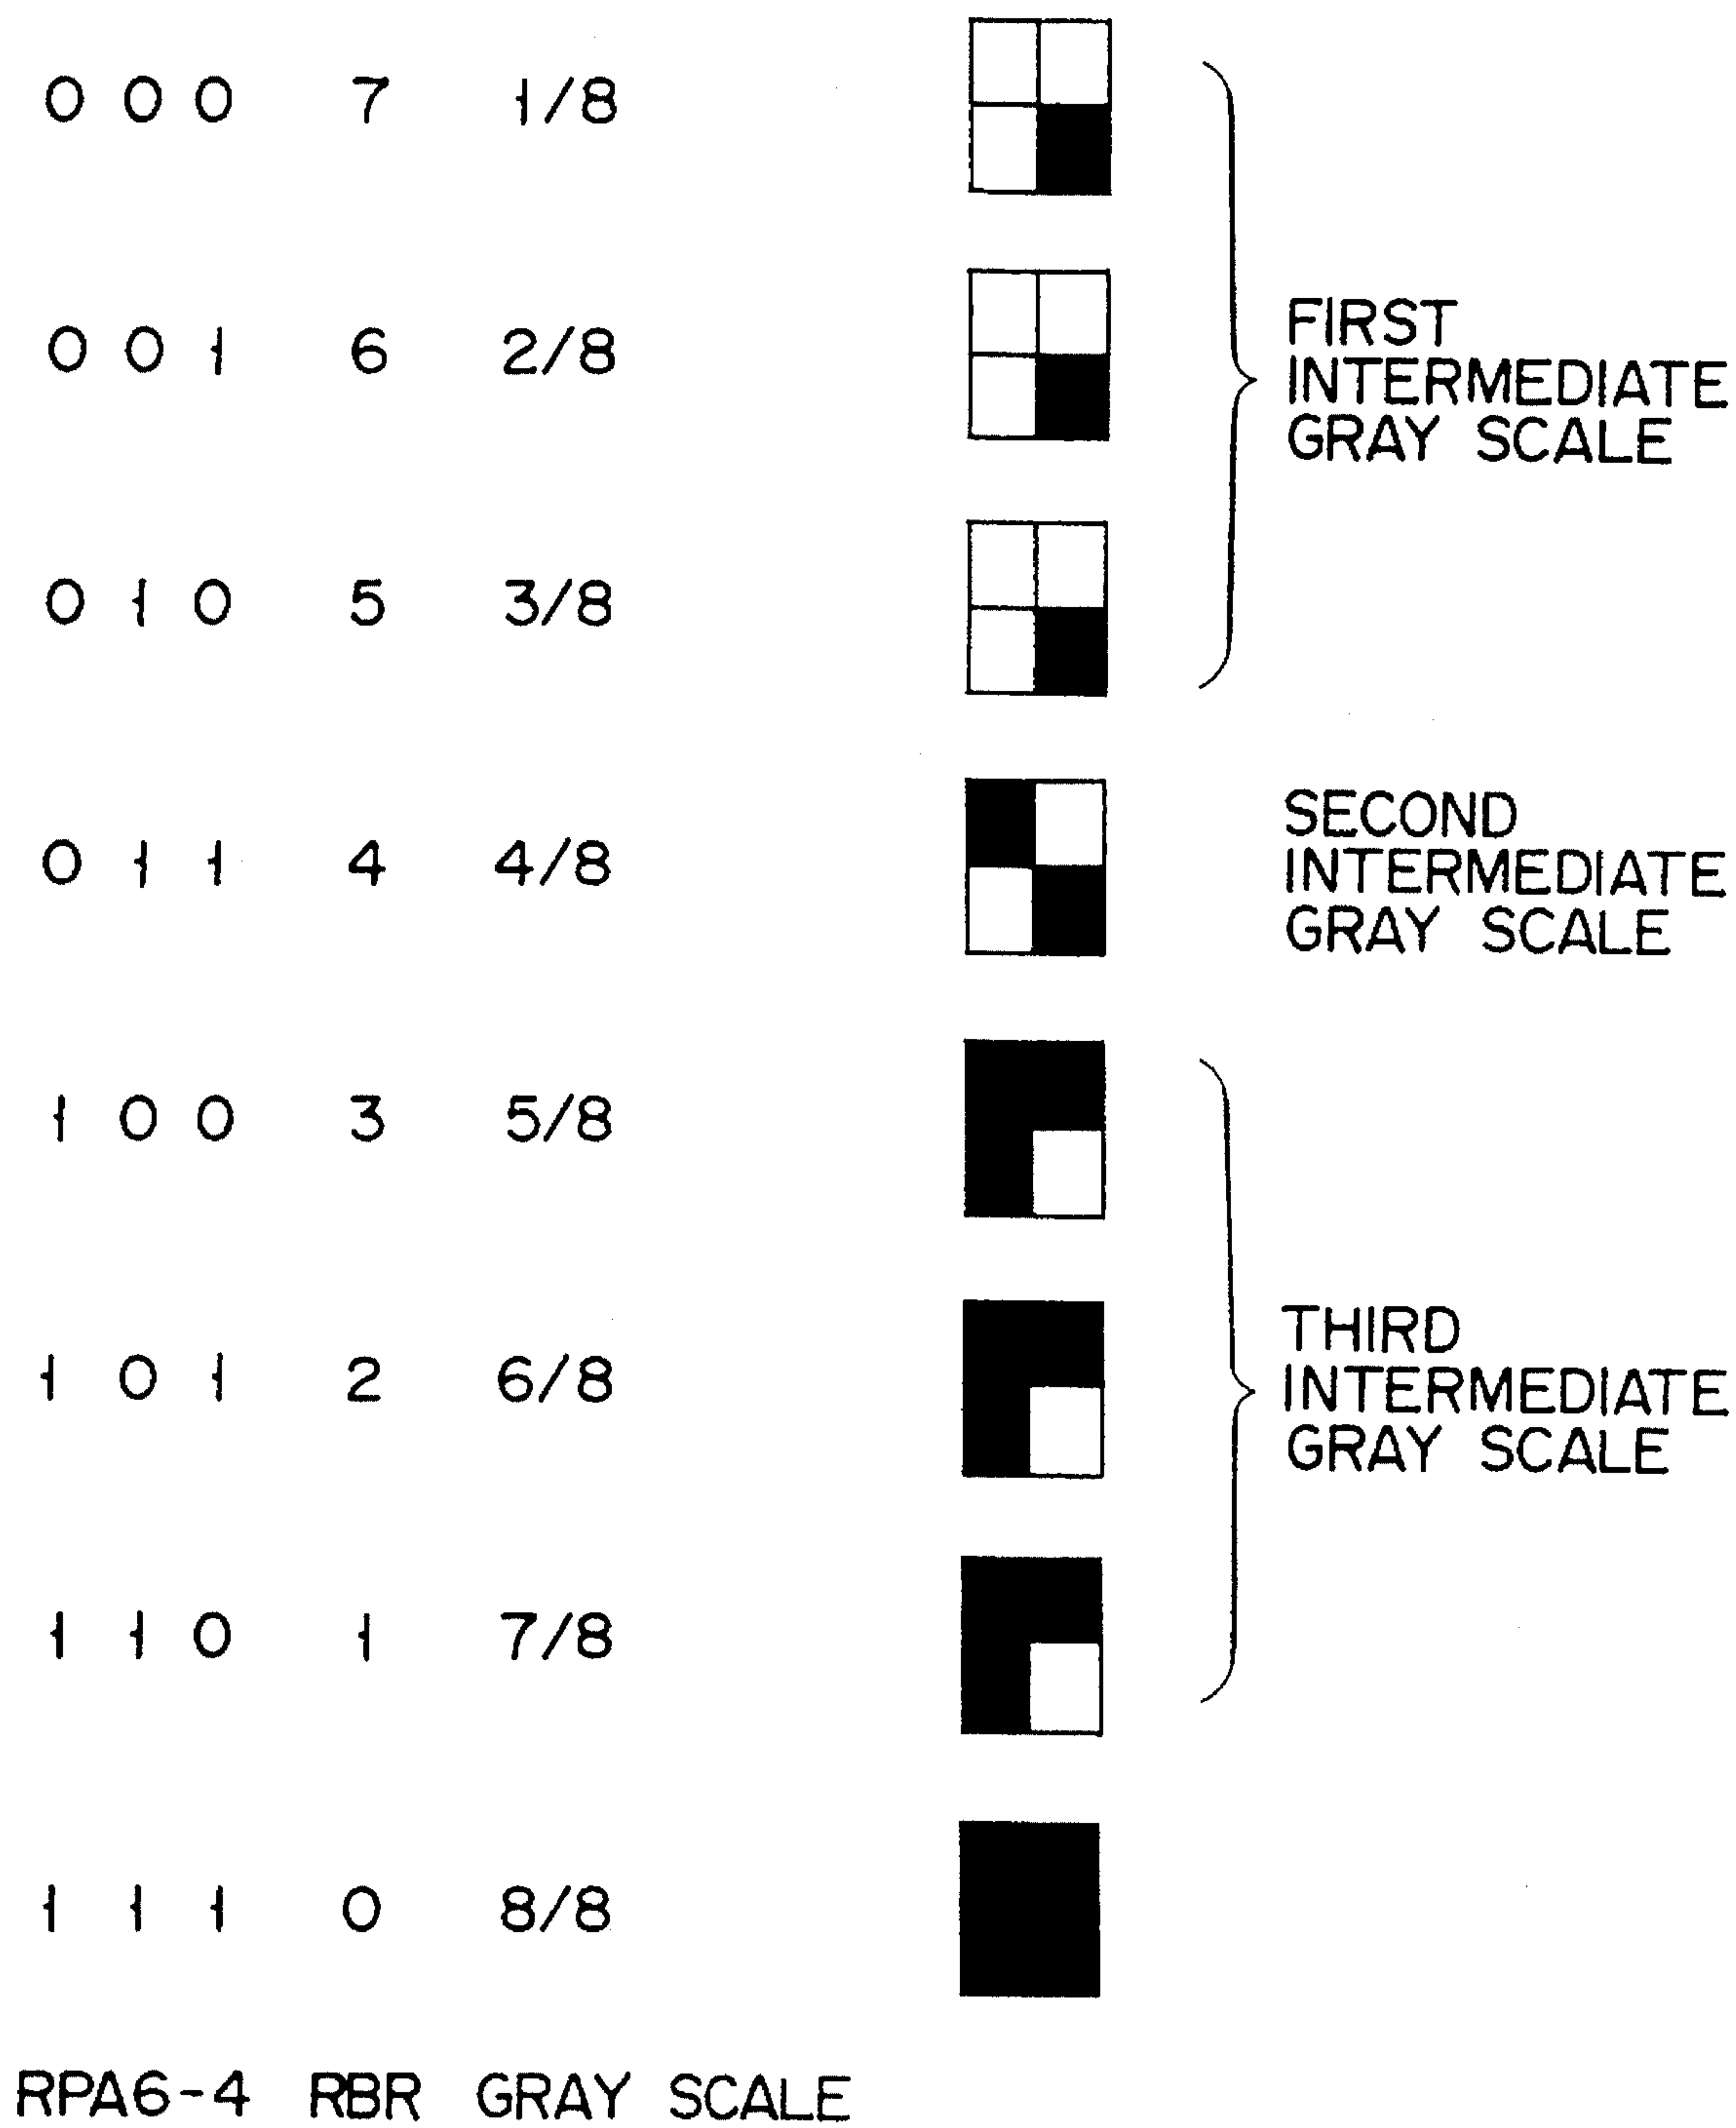 0 0 0 7 1/8
0 0 1 6 2/8
FIRST
INTERMEDIATE
GRAY SCALE
0 1 0 5 3/8
0 1 1 4 4/8
SECOND
INTERMEDIATE
GRAY SCALE
1 0 0 3 5/8
1 0 1 2 6/8
THIRD
INTERMEDIATE
GRAY SCALE
1 1 0 1 7/8
1 1 1 0 8/8
RPA6-4 RBR GRAY SCALE